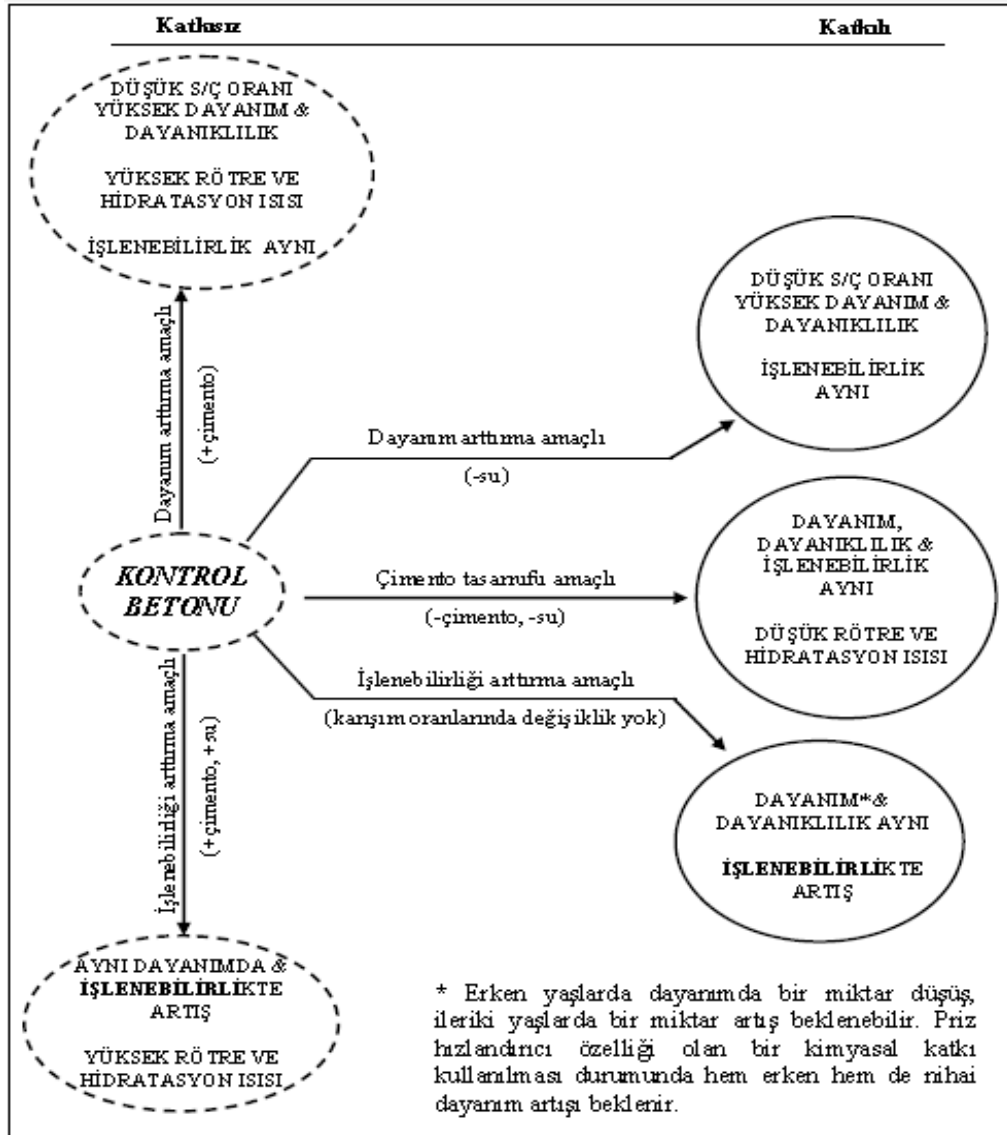 Katkısız
Katkılı
DÜŞÜK S/Ç ORANI
YÜKSEK DAYANIM &
DAYANIKLILIK
YÜKSEK RÖTRE VE
HİDRATASYON ISISI
İŞLENEBİLİRLİK AYNI
DÜŞÜK S/Ç ORANI
YÜKSEK DAYANIM &
DAYANIKLILIK
İŞLENEBİLİRLİK
AYNI
Dayanım arttırma amaçlı
(+çimento)
Dayanım arttırma amaçlı
(-su)
KONTROL
BETONU
Çimento tasarrufu amaçlı
(-çimento, -su)
DAYANIM,
DAYANIKLILIK &
İŞLENEBİLİRLİK
AYNI
DÜŞÜK RÖTRE VE
HİDRATASYON ISISI
İşlenebilirliği arttırma amaçlı
(karışım oranlarında değişiklik yok)
DAYANIM* &
DAYANIKLILIK AYNI
İŞLENEBİLİRLİKTE
ARTIŞ
İşlenebilirliği arttırma amaçlı
(+çimento, +su)
AYNI DAYANIMDA &
İŞLENEBİLİRLİKTE
ARTIŞ
YÜKSEK RÖTRE VE
HİDRATASYON ISISI
* Erken yaşlarda dayanımda bir miktar düşüş,
ileriki yaşlarda bir miktar artış beklenebilir. Priz
hızlandırıcı özelliği olan bir kimyasal katkı
kullanılması durumunda hem erken hem de nihai
dayanım artışı beklenir.